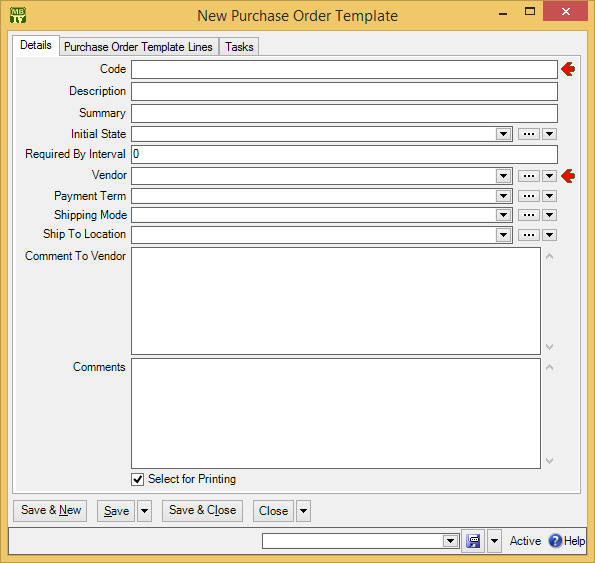 MB
IV
New Purchase Order Template
Details Purchase Order Template Lines Tasks
Code
Description
Summary
Initial State
Required By Interval 0
Vendor
Payment Term
Shipping Mode
Ship To Location
Comment To Vendor
Comments
Select for Printing
Save & New Save Save & Close Close
Active Help